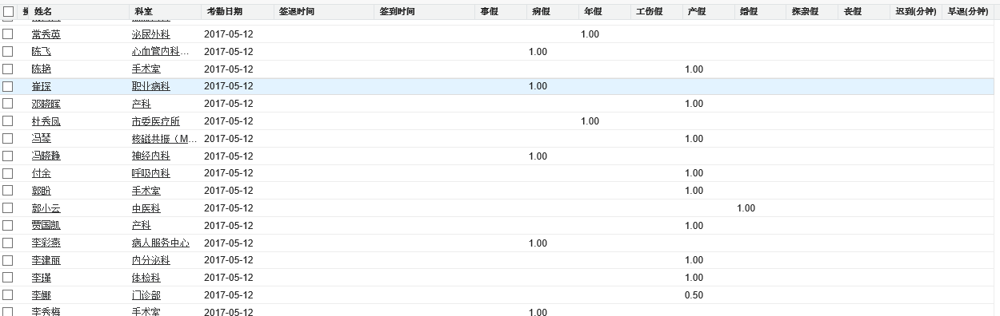 姓名 科室 考勤日期 签退时间 签到时间 事假 病假 年假 工伤假 产假 婚假 探亲假 丧假 迟到(分钟) 早退(分钟)
常秀英 泌尿外科 2017-05-12 1.00
陈飞 心血管内科… 2017-05-12 1.00
陈艳 手术室 2017-05-12 1.00
崔琛 职业病科 2017-05-12 1.00
邓晓晖 产科 2017-05-12 1.00
杜秀凤 市委医疗所 2017-05-12 1.00
冯琴 核磁共振（M… 2017-05-12 1.00
冯晓静 神经内科 2017-05-12 1.00
付余 呼吸内科 2017-05-12 1.00
郭盼 手术室 2017-05-12 1.00
郭小云 中医科 2017-05-12 1.00
贾国凯 产科 2017-05-12 1.00
李彩燕 病人服务中心 2017-05-12 1.00
李建丽 内分泌科 2017-05-12 1.00
李瑾 体检科 2017-05-12 1.00
李娜 门诊部 2017-05-12 0.50
李秀梅 手术室 2017-05-12 1.00